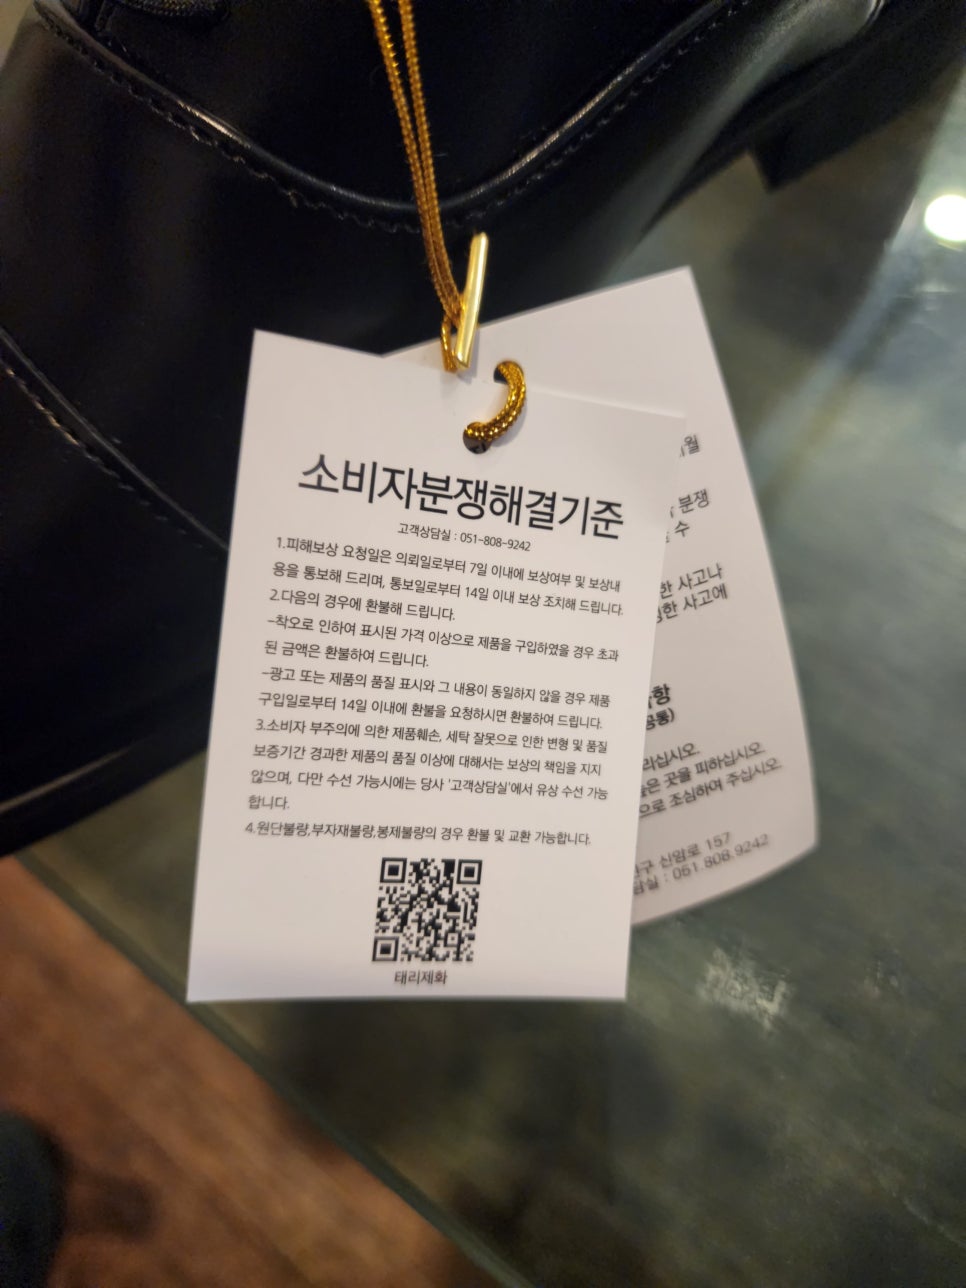 소비자분쟁해결기준
고객상담실 : 051-808-9242
1.피해보상 요청일은 의뢰일로부터 7일 이내에 보상여부 및 보상내
용을 통보해 드리며, 통보일로부터 14일 이내 보상 조치해 드립니다.
2.다음의 경우에 환불해 드립니다.
-착오로 인하여 표시된 가격 이상으로 제품을 구입하였을 경우 초과
된 금액은 환불하여 드립니다.
-광고 또는 제품의 품질 표시와 그 내용이 동일하지 않을 경우 제품
구입일로부터 14일 이내에 환불을 요청하시면 환불하여 드립니다.
3.소비자 부주의에 의한 제품훼손, 세탁 잘못으로 인한 변형 및 품질
보증기간 경과한 제품의 품질 이상에 대해서는 보상의 책임을 지지
않으며, 다만 수선 가능시에는 당사 '고객상담실'에서 유상 수선 가능
합니다.
4.원단불량,부자재불량,봉제불량의 경우 환불 및 교환 가능합니다.
태리제화
월
분쟁
수
한 사고나
한 사고에
항
통)
라십시오.
은 곳을 피하십시오.
으로 조심하여 주십시오.
구 신암로 157
실 : 051.808.9242